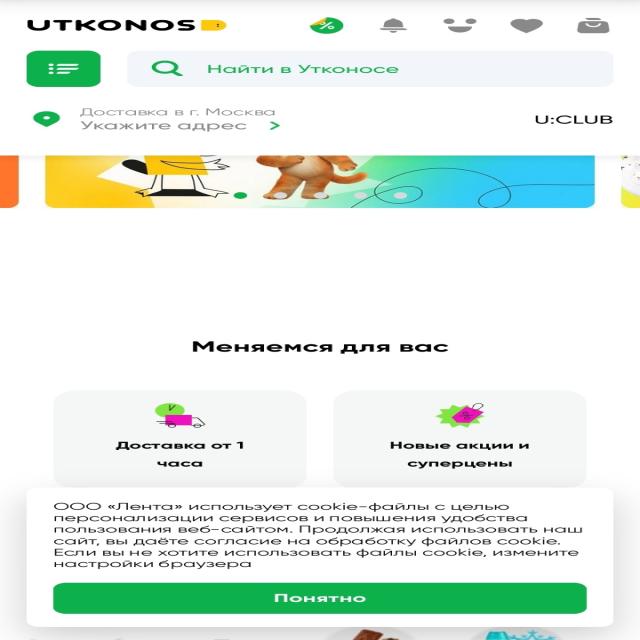 UTKONOS
Найти в Утконосе
Доставка в г. Москва
Укажите адрес
U:CLUB
Меняемся для вас
Доставка от 1
часа
Новые акции и
суперцены
ООО «Лента» использует cookie-файлы с целью
персонализации сервисов и повышения удобства
пользования веб-сайтом. Продолжая использовать наш
сайт, вы даёте согласие на обработку файлов cookie.
Если вы не хотите использовать файлы cookie, измените
настройки браузера
Понятно